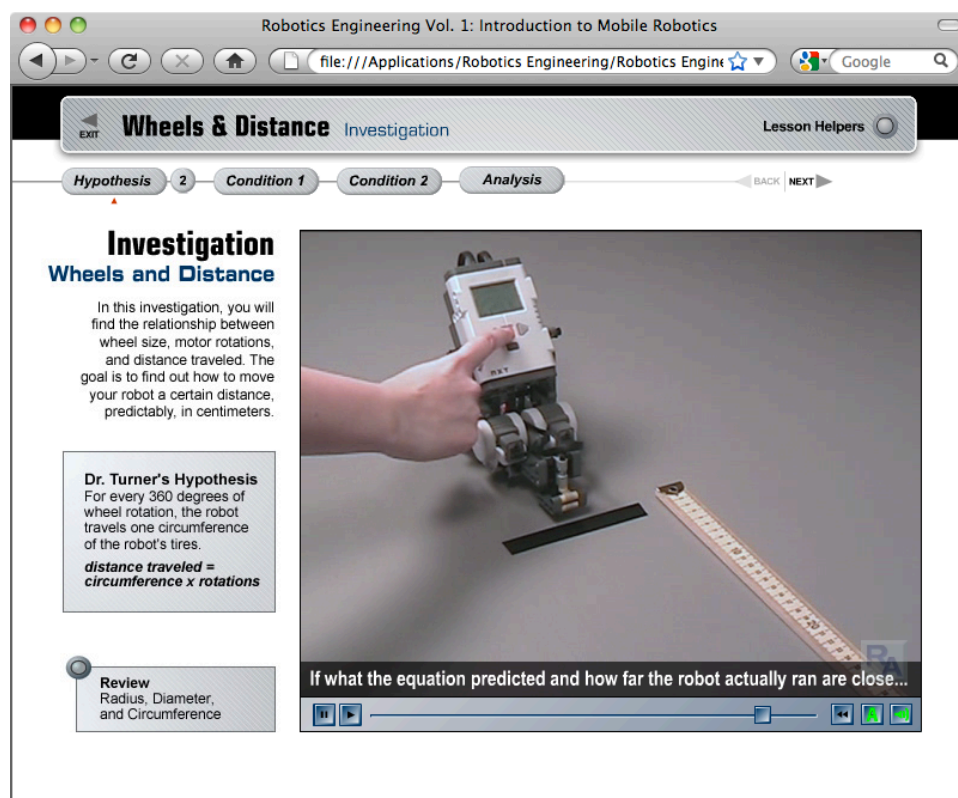 Robotics Engineering Vol. 1: Introduction to Mobile Robotics
file:///Applications/Robotics Engineering/Robotics Engine
Google
EXIT
Wheels & Distance Investigation
Lesson Helpers
Hypothesis 2 Condition 1 Condition 2 Analysis
BACK NEXT
Investigation
Wheels and Distance
In this investigation, you will
find the relationship between
wheel size, motor rotations,
and distance traveled. The
goal is to find out how to move
your robot a certain distance,
predictably, in centimeters.
Dr. Turner's Hypothesis
For every 360 degrees of
wheel rotation, the robot
travels one circumference
of the robot's tires.
distance traveled =
circumference x rotations
Review
Radius, Diameter,
and Circumference
NXT
RA
If what the equation predicted and how far the robot actually ran are close...